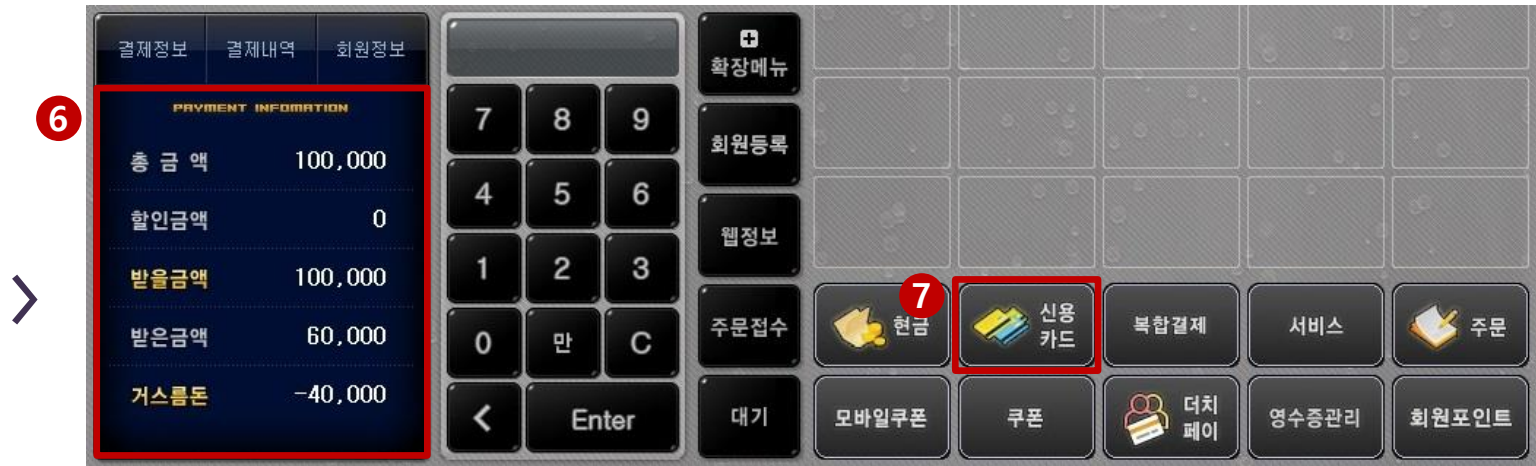 결제정보 결제내역 회원정보
6
PAYMENT INFOMATION
총 금 액 100,000
할인금액 0
받을금액 100,000
받은금액 60,000
거스름돈 -40,000
7 8 9
4 5 6
1 2 3
0 만 C
< Enter
확장메뉴
회원등록
웹정보
주문접수
대기
7
현금
신용
카드
복합결제
서비스
주문
모바일쿠폰
쿠폰
더치
페이
영수증관리
회원포인트